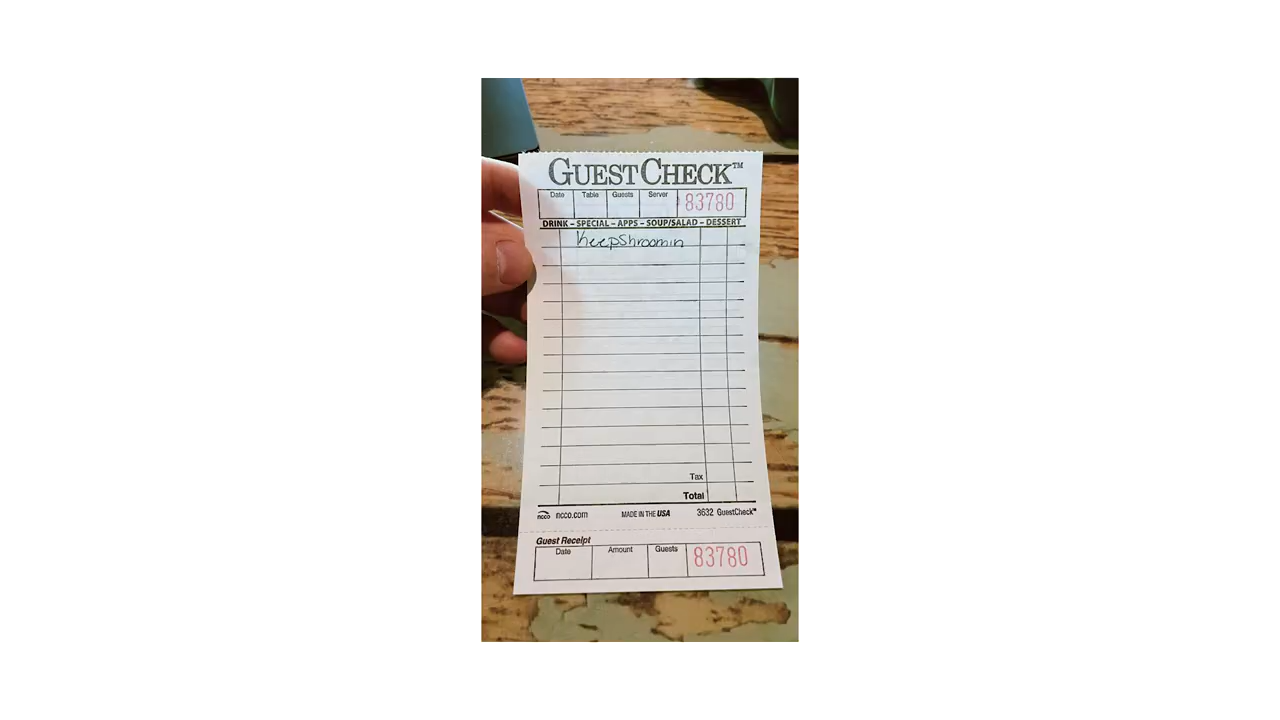 GUESTCHECK™
Date Table Guests Server 83780
DRINK – SPECIAL – APPS – SOUP/SALAD – DESSERT
KeepShroomin
Tax
Total
ncco ncco.com MADE IN THE USA 3632 GuestCheck™
Guest Receipt
Date Amount Guests 83780